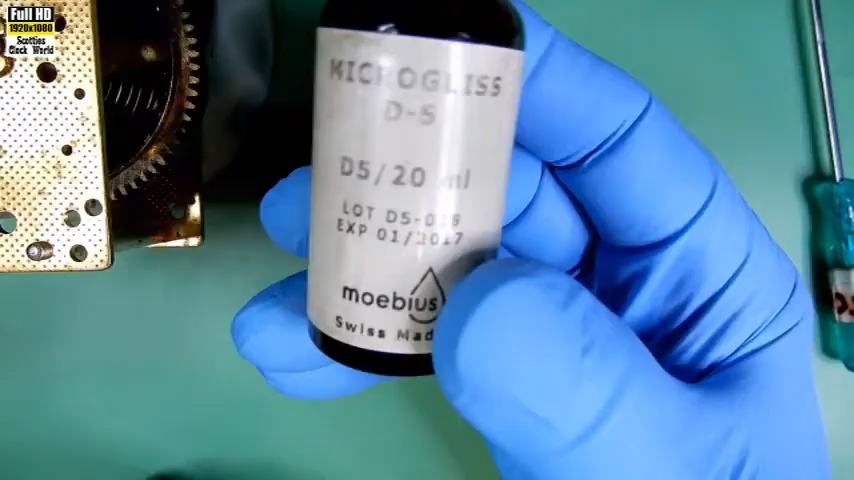 Full HD
1920x1080
Scotties
Clock World
MICROGLISS
D-5
D5/20 ml
LOT D5-018
EXP 01/2017
moebius
Swiss Mad